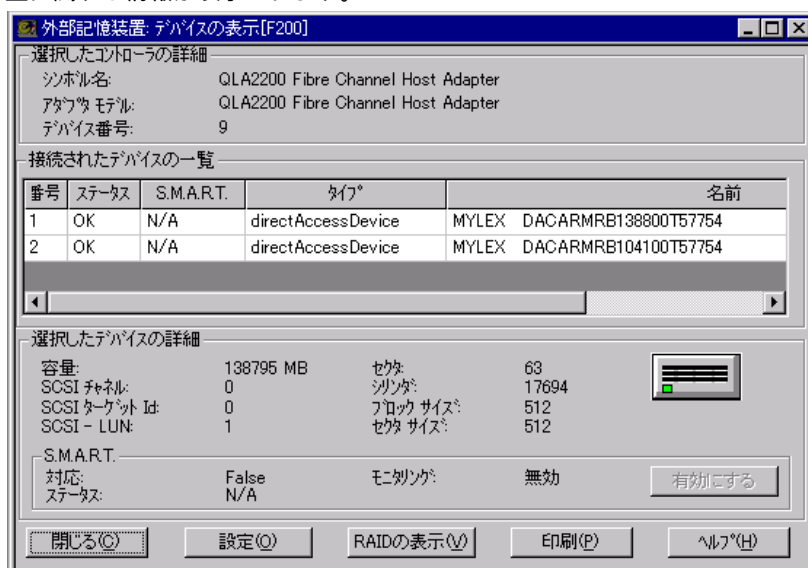 外部記憶装置: デバイスの表示[F200]
選択したコントローラの詳細
シンボル名: QLA2200 Fibre Channel Host Adapter
アダプタ モデル: QLA2200 Fibre Channel Host Adapter
デバイス番号: 9
接続されたデバイスの一覧
番号 ステータス S.M.A.R.T. タイプ 名前
1 OK N/A directAccessDevice MYLEX DACARMRB138800T57754
2 OK N/A directAccessDevice MYLEX DACARMRB104100T57754
選択したデバイスの詳細
容量: 138795 MB セクタ: 63
SCSI チャネル: 0 シリンダ: 17694
SCSI ターゲット Id: 0 ブロック サイズ: 512
SCSI - LUN: 1 セクタ サイズ: 512
S.M.A.R.T.
対応: False モニタリング: 無効 有効にする
ステータス: N/A
閉じる(C) 設定(O) RAIDの表示(V) 印刷(P) ヘルプ(H)